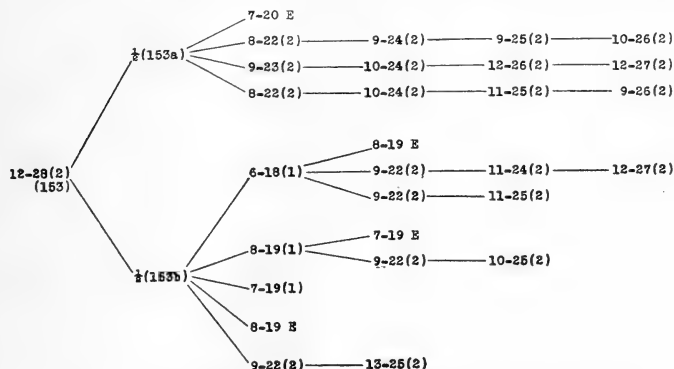 7-20 E
½(153a) 8-22(2) 9-24(2) 9-25(2) 10-26(2)
9-23(2) 10-24(2) 12-26(2) 12-27(2)
8-22(2) 10-24(2) 11-25(2) 9-26(2)
8-19 E
12-28(2) 6-18(1) 9-22(2) 11-24(2) 12-27(2)
(153)
9-22(2) 11-25(2)
7-19 E
8-19(1) 9-22(2) 10-25(2)
½(153b)
7-19(1)
8-19 E
9-22(2) 13-25(2)